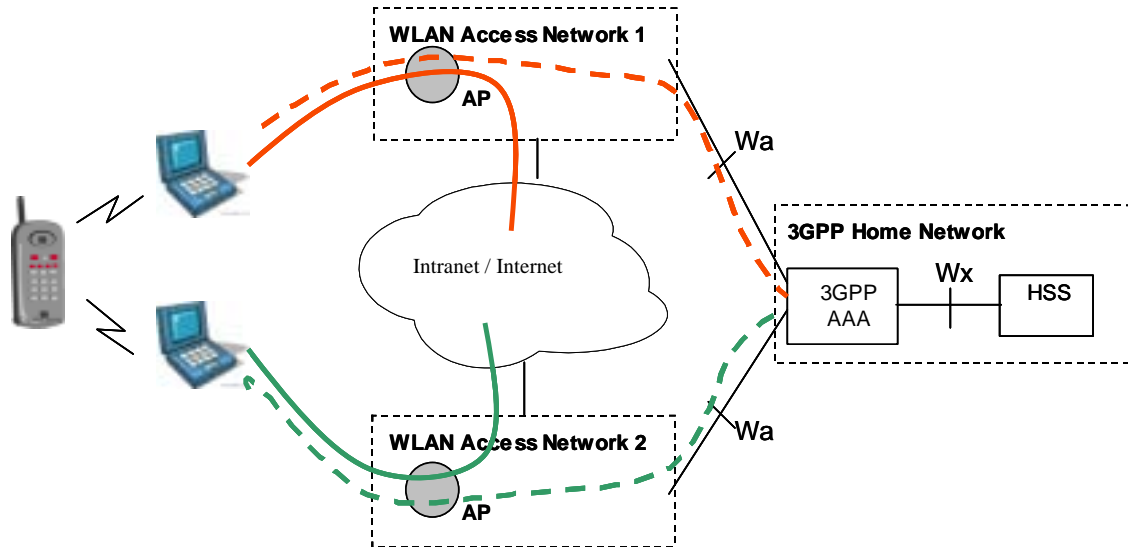 WLAN Access Network 1
AP
Wa
3GPP Home Network
Intranet / Internet
3GPP
AAA
Wx
HSS
Wa
WLAN Access Network 2
AP